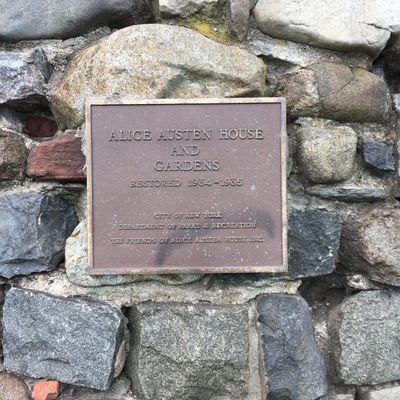 ALICE AUSTEN HOUSE
AND
GARDENS
RESTORED 1984-1985
CITY OF NEW YORK
DEPARTMENT OF PARKS & RECREATION
THE FRIENDS OF ALICE AUSTEN HOUSE INC.